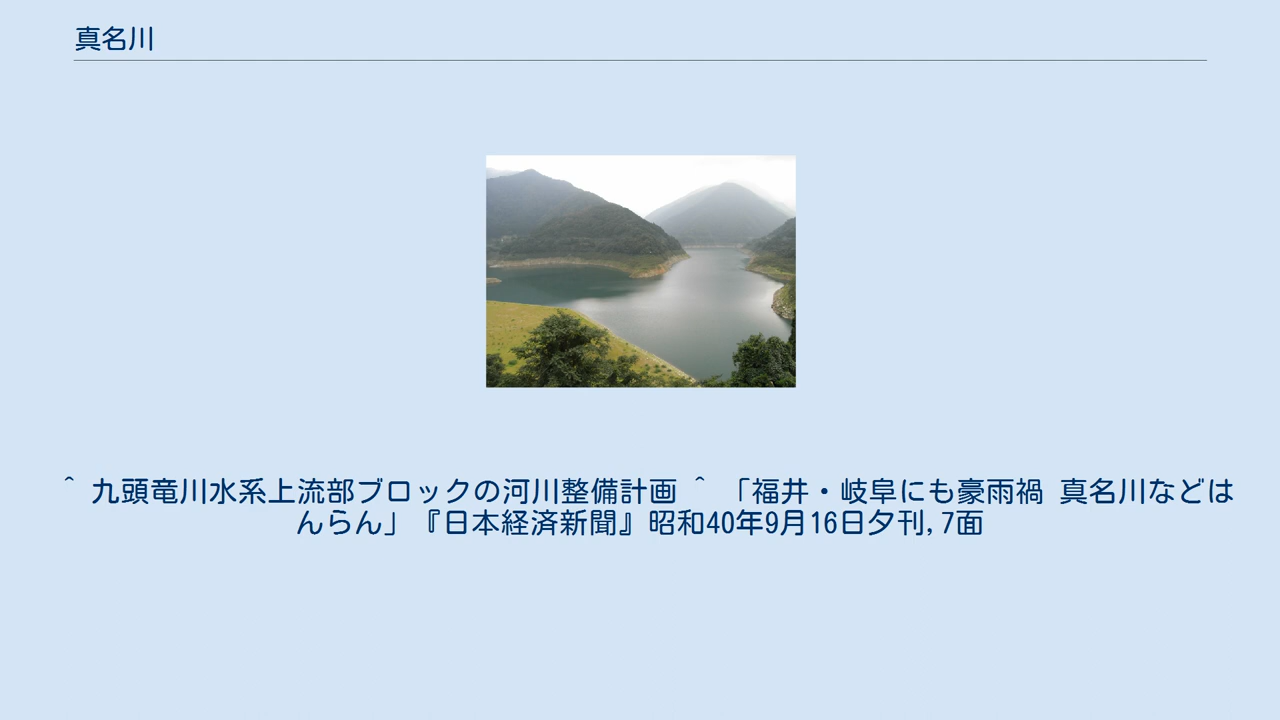 真名川
^ 九頭竜川水系上流部ブロックの河川整備計画 ^ 「福井・岐阜にも豪雨禍 真名川などは
んらん」『日本経済新聞』昭和40年9月16日夕刊,7面